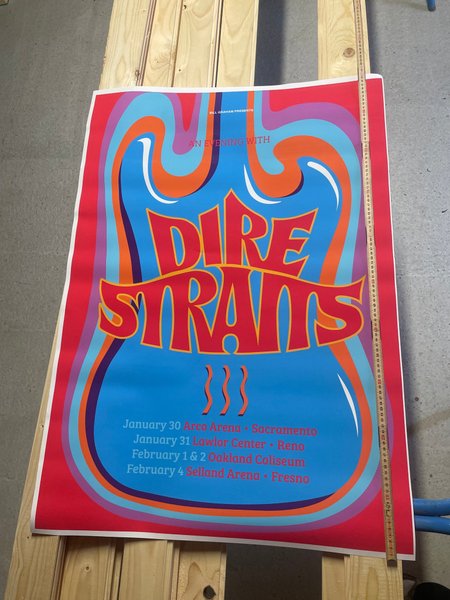 BILL GRAHAM PRESENTS
AN EVENING WITH
DIRE
STRAITS
January 30 Arco Arena • Sacramento
January 31 Lawlor Center • Reno
February 1 & 2 Oakland Coliseum
February 4 Selland Arena • Fresno